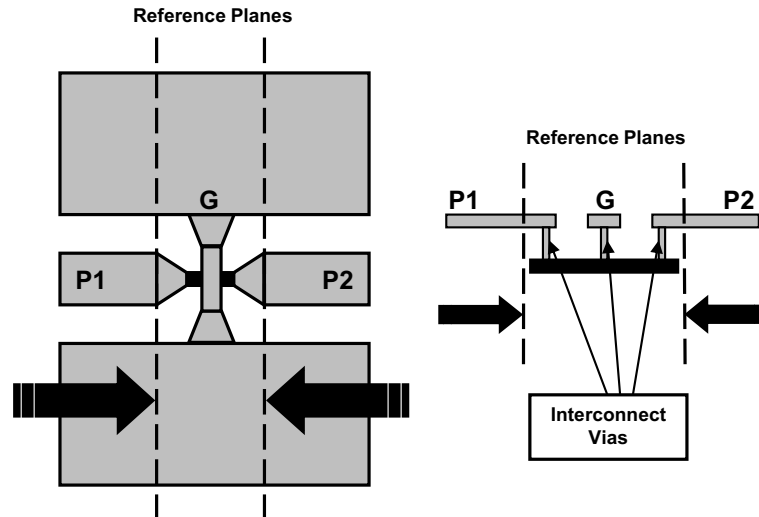 Reference Planes
G
P1
P2
Reference Planes
P1
G
P2
Interconnect
Vias